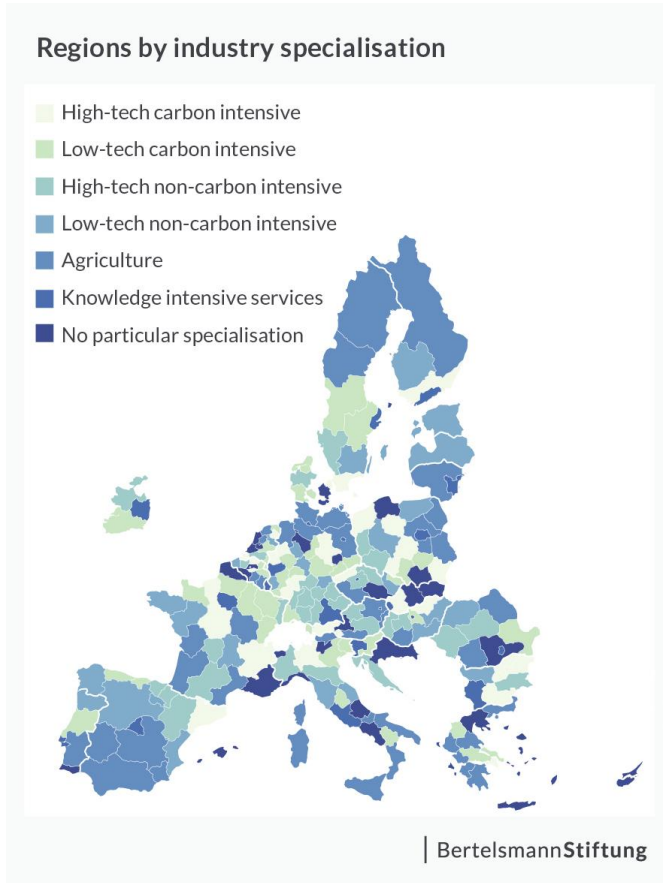 Regions by industry specialisation
High-tech carbon intensive
Low-tech carbon intensive
High-tech non-carbon intensive
Low-tech non-carbon intensive
Agriculture
Knowledge intensive services
No particular specialisation
BertelsmannStiftung